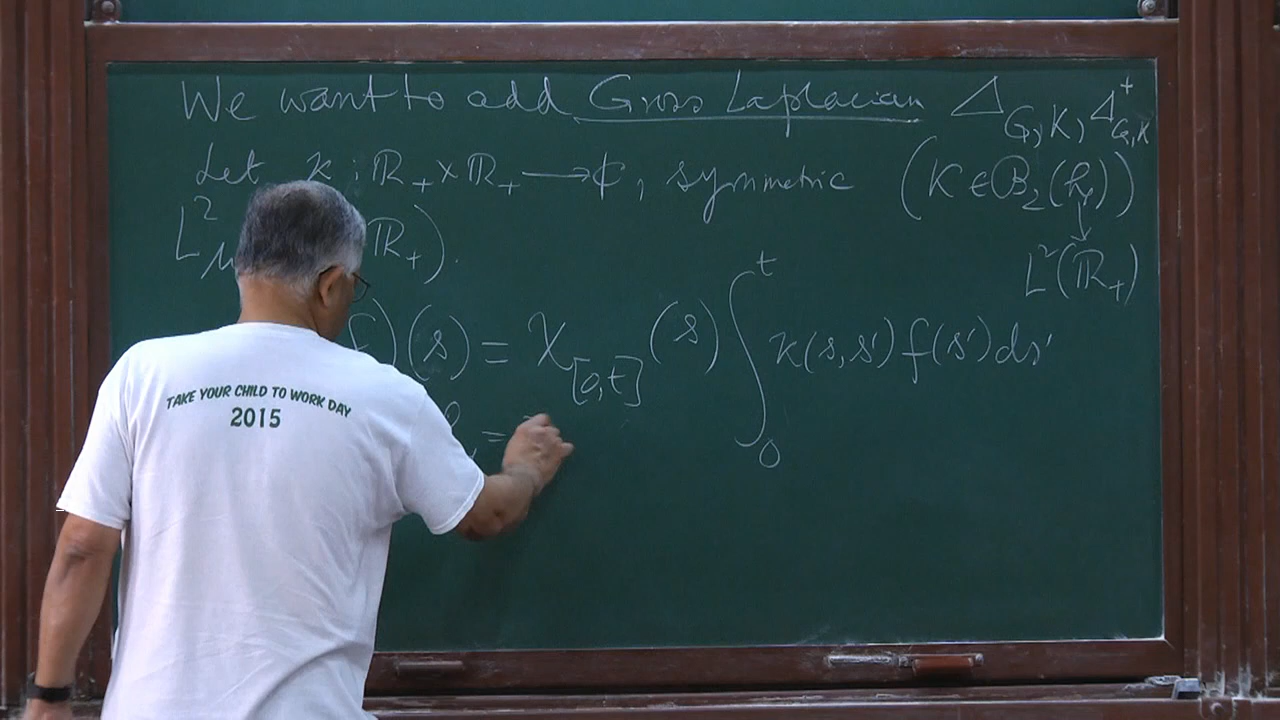 We want to add Gross Laplacian Δ_{G,K}, Δ^†_{G,K}
Let κ : ℝ₊ × ℝ₊ → ₵, symmetric (K ∈ 𝔹₂(h))
↓
L² ℝ₊). L²(ℝ₊)
f)(s) = χ_{[0,t]}(s) ∫₀^t κ(s,s') f(s') ds'
=
TAKE YOUR CHILD TO WORK DAY
2015